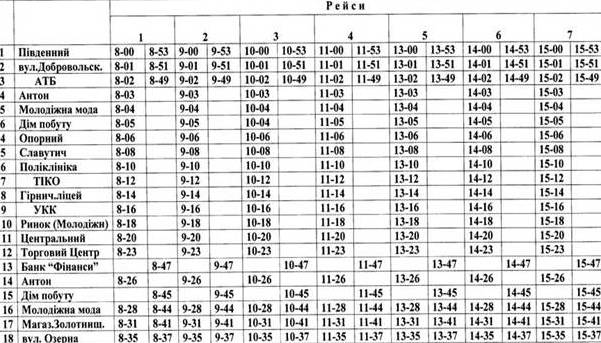 Рейси
1 2 3 4 5 6 7
1 Південний 8-00 8-53 9-00 9-53 10-00 10-53 11-00 11-53 13-00 13-53 14-00 14-53 15-00 15-53
2 вул.Добровольск. 8-01 8-51 9-01 9-51 10-01 10-51 11-01 11-51 13-01 13-51 14-01 14-51 15-01 15-51
3 АТБ 8-02 8-49 9-02 9-49 10-02 10-49 11-02 11-49 13-02 13-49 14-02 14-49 15-02 15-49
4 Антон 8-03 9-03 10-03 11-03 13-03 14-03 15-03
5 Молодіжна мода 8-04 9-04 10-04 11-04 13-04 14-04 15-04
6 Дім побуту 8-05 9-05 10-05 11-05 13-05 14-05 15-05
4 Опорний 8-06 9-06 10-06 11-06 13-06 14-06 15-06
5 Славутич 8-08 9-08 10-08 11-08 13-08 14-08 15-08
6 Поліклініка 8-10 9-10 10-10 11-10 13-10 14-10 15-10
7 ТІКО 8-12 9-12 10-12 11-12 13-12 14-12 15-12
8 Гірнич.ліцей 8-14 9-14 10-14 11-14 13-14 14-14 15-14
9 УКК 8-16 9-16 10-16 11-16 13-16 14-16 15-16
10 Ринок (Молодіжн) 8-18 9-18 10-18 11-18 13-18 14-18 15-18
11 Центральний 8-20 9-20 10-20 11-20 13-20 14-20 15-20
12 Торговий Центр 8-23 9-23 10-23 11-23 13-23 14-23 15-23
13 Банк “Фінанси” 8-47 9-47 10-47 11-47 13-47 14-47 15-47
14 Антон 8-26 9-26 10-26 11-26 13-26 14-26 15-26
15 Дім побуту 8-45 9-45 10-45 11-45 13-45 14-45 15-45
16 Молодіжна мода 8-28 8-44 9-28 9-44 10-28 10-44 11-28 11-44 13-28 13-44 14-28 14-44 15-28 15-44
17 Магаз.Золотнищ. 8-31 8-41 9-31 9-41 10-31 10-41 11-31 11-41 13-31 13-41 14-31 14-41 15-31 15-41
18 вул. Озерна 8-35 8-37 9-35 9-37 10-35 10-37 11-35 11-37 13-35 13-37 14-35 14-37 15-35 15-37